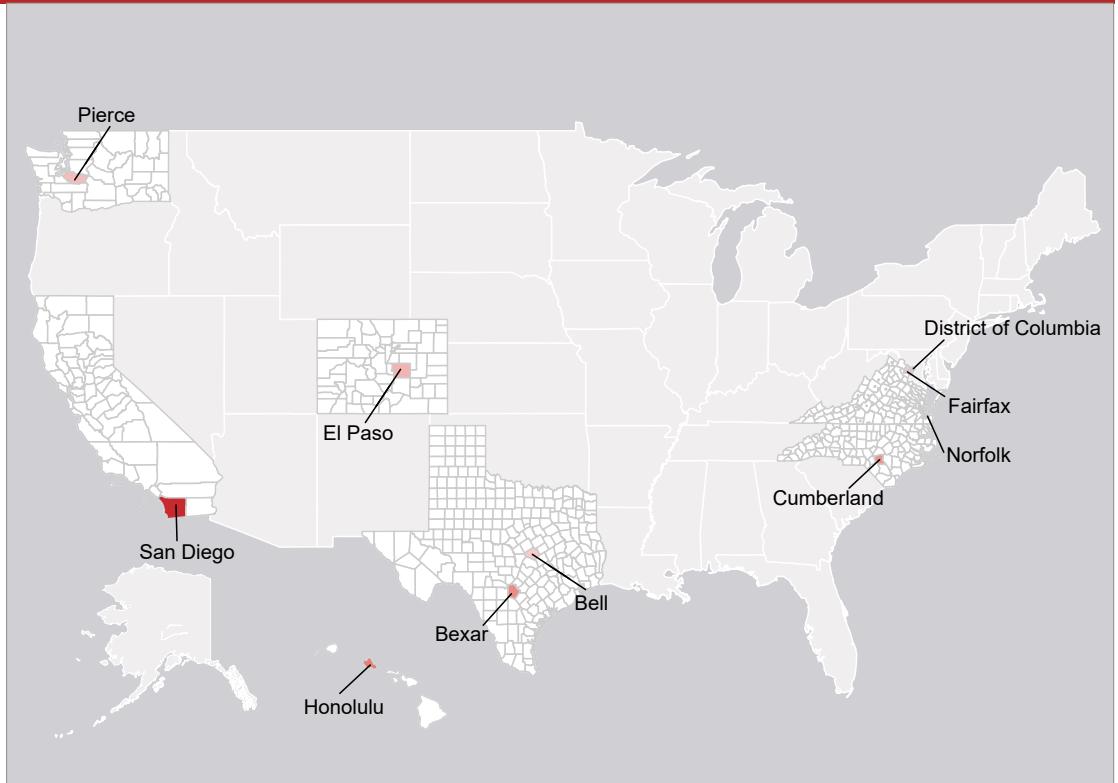 Pierce
District of Columbia
Fairfax
El Paso
Norfolk
Cumberland
San Diego
Bell
Bexar
Honolulu